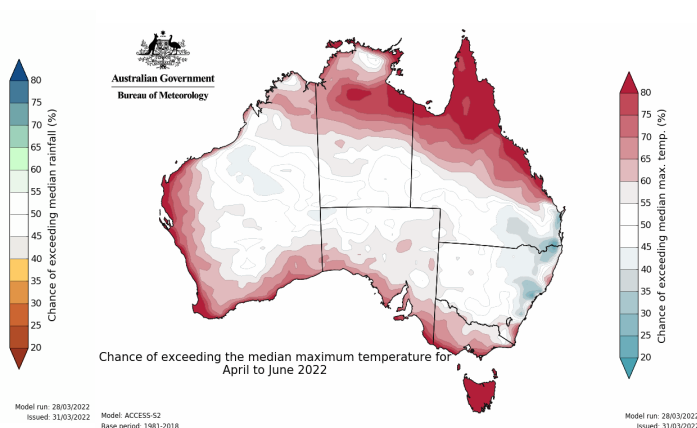 Australian Government
Bureau of Meteorology
80
75
70
65
60
55
50
45
40
35
30
25
20
Chance of exceeding median rainfall (%)
80
75
70
65
60
55
50
45
40
35
30
25
20
Chance of exceeding median max. temp. (%)
Chance of exceeding the median maximum temperature for
April to June 2022
Model run: 28/03/2022
Issued: 31/03/2022
Model: ACCESS-S2
Base period: 1981-2018
Model run: 28/03/2022
Issued: 31/03/2022